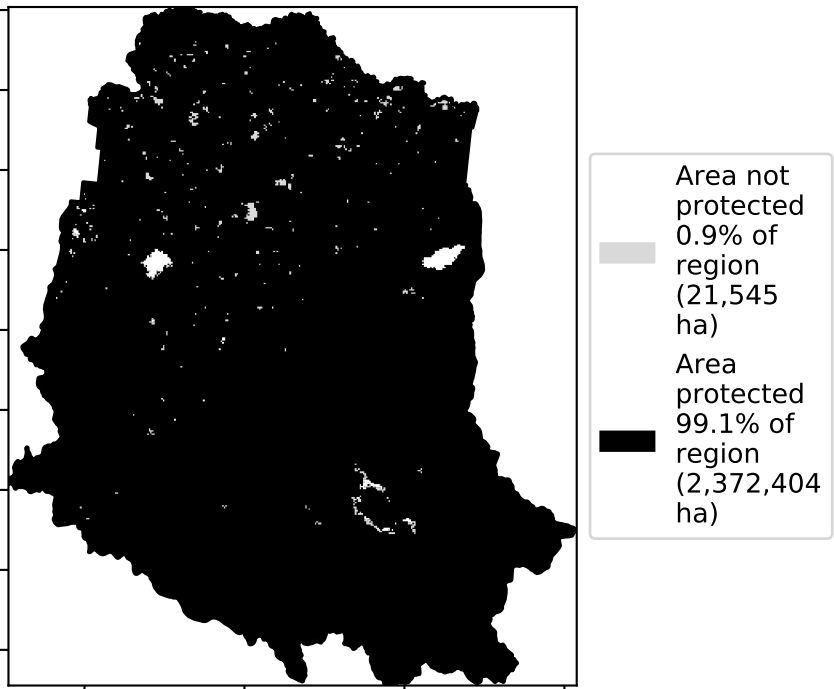 Area not
protected
0.9% of
region
(21,545
ha)
Area
protected
99.1% of
region
(2,372,404
ha)